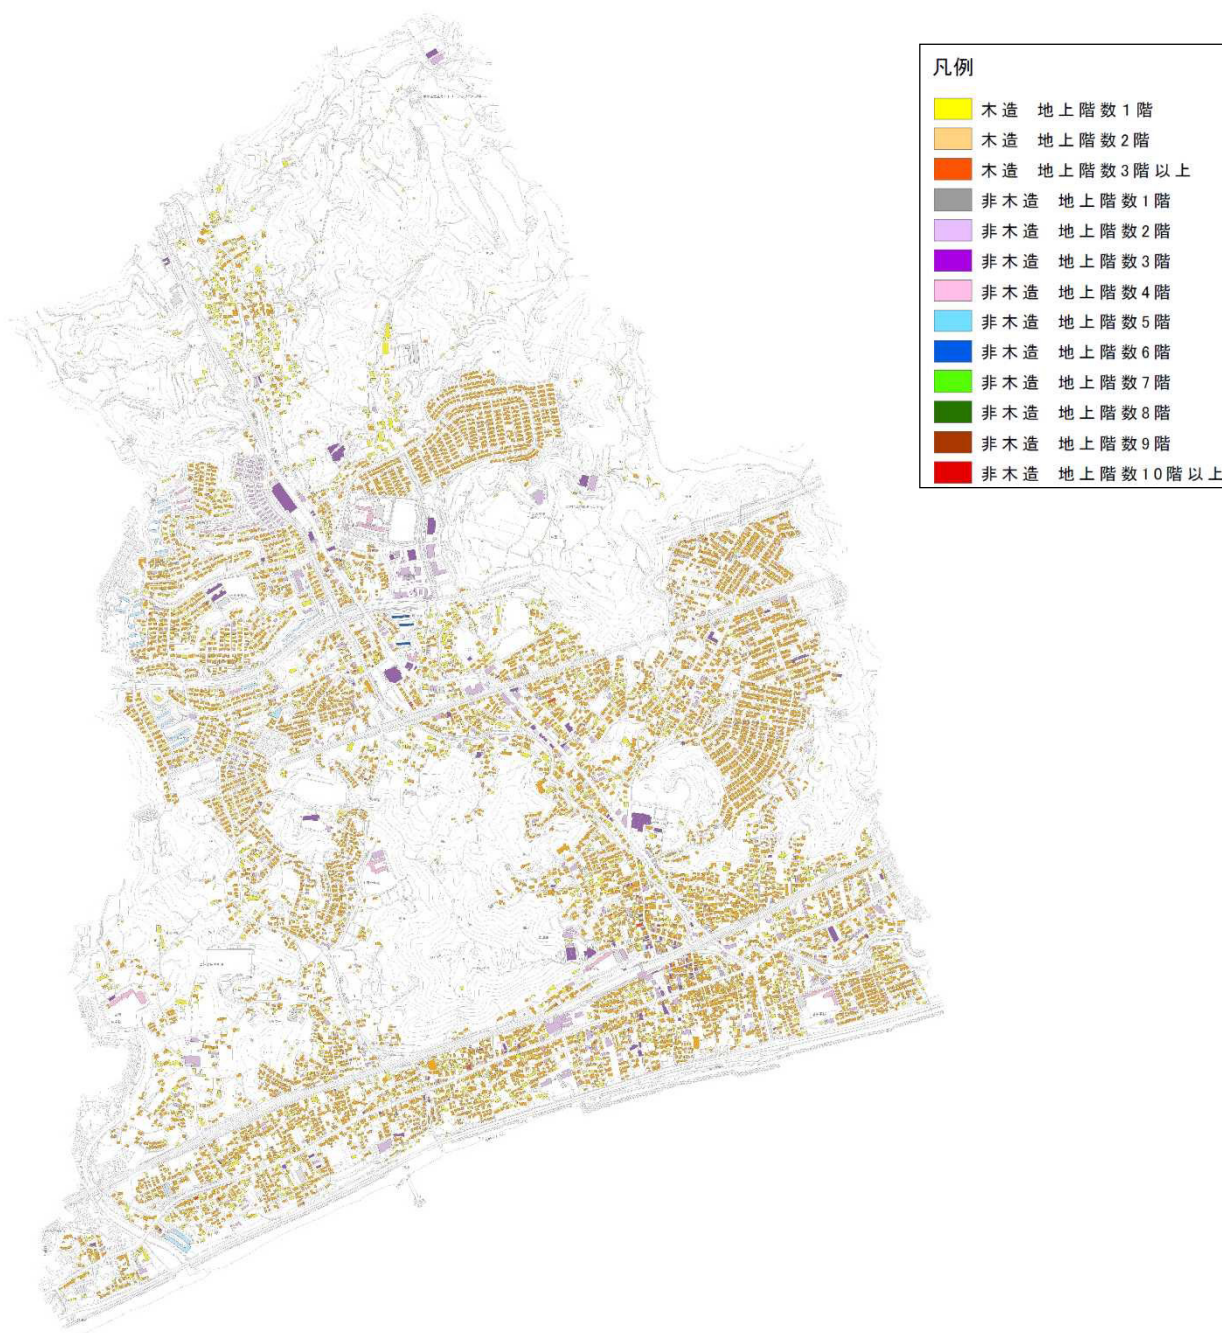 凡例
木造　地上階数1階
木造　地上階数2階
木造　地上階数3階以上
非木造　地上階数1階
非木造　地上階数2階
非木造　地上階数3階
非木造　地上階数4階
非木造　地上階数5階
非木造　地上階数6階
非木造　地上階数7階
非木造　地上階数8階
非木造　地上階数9階
非木造　地上階数10階以上